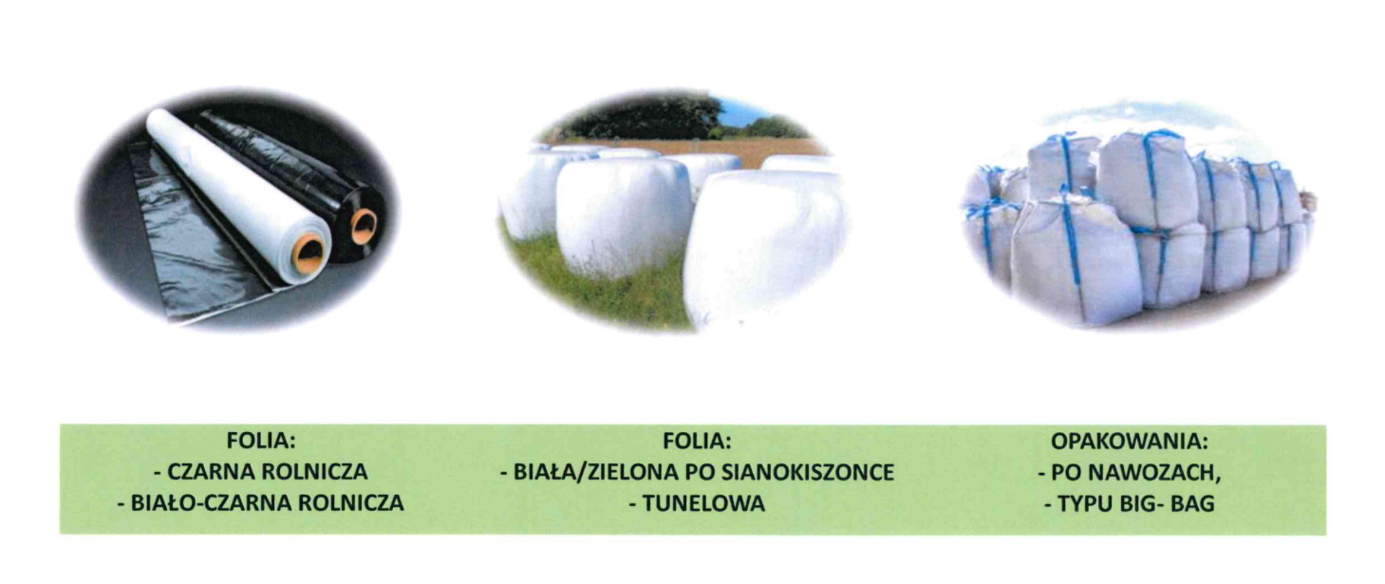 FOLIA:
- CZARNA ROLNICZA
- BIAŁO-CZARNA ROLNICZA
FOLIA:
- BIAŁA/ZIELONA PO SIANOKISZONCE
- TUNELOWA
OPAKOWANIA:
- PO NAWOZACH,
- TYPU BIG- BAG